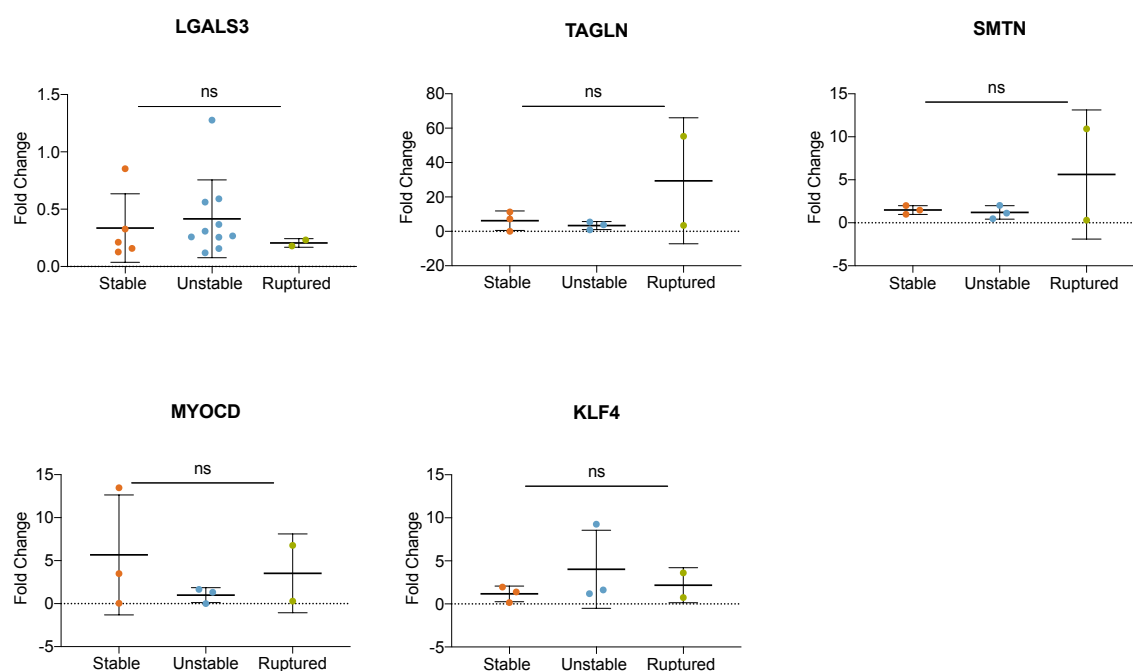 LGALS3
TAGLN
SMTN
ns
ns
ns
Fold Change
1.5
1.0
0.5
0.0
Stable
Unstable
Ruptured
Fold Change
80
60
40
20
0
-20
Stable
Unstable
Ruptured
Fold Change
15
10
5
0
-5
Stable
Unstable
Ruptured
MYOCD
KLF4
ns
ns
Fold Change
15
10
5
0
-5
Stable
Unstable
Ruptured
Fold Change
15
10
5
0
-5
Stable
Unstable
Ruptured